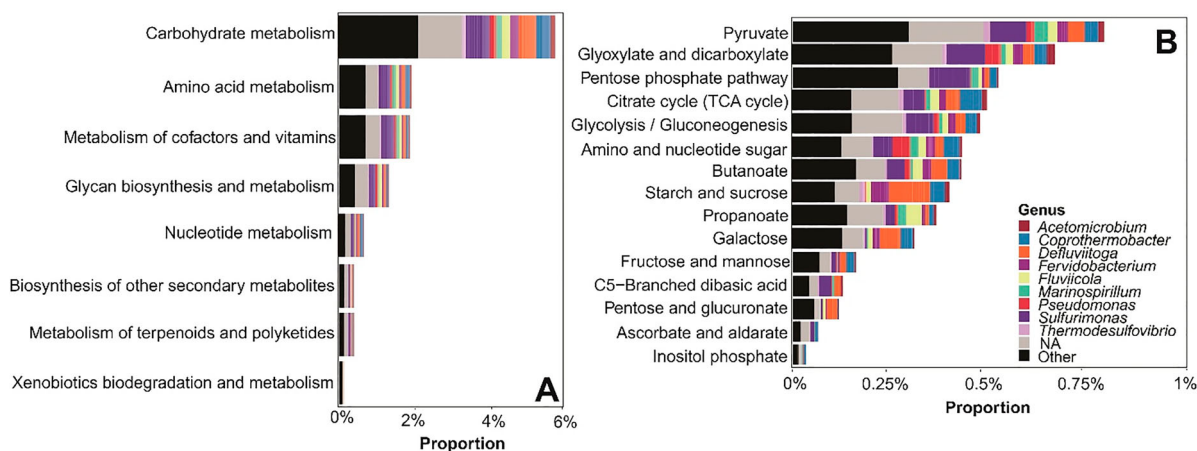 Carbohydrate metabolism
Amino acid metabolism
Metabolism of cofactors and vitamins
Glycan biosynthesis and metabolism
Nucleotide metabolism
Biosynthesis of other secondary metabolites
Metabolism of terpenoids and polyketides
Xenobiotics biodegradation and metabolism
A
0% 2% 4% 6%
Proportion
B
Pyruvate
Glyoxylate and dicarboxylate
Pentose phosphate pathway
Citrate cycle (TCA cycle)
Glycolysis / Gluconeogenesis
Amino and nucleotide sugar
Butanoate
Starch and sucrose
Propanoate
Galactose
Fructose and mannose
C5−Branched dibasic acid
Pentose and glucuronate
Ascorbate and aldarate
Inositol phosphate
Genus
Acetomicrobium
Coprothermobacter
Defluviitoga
Fervidobacterium
Fluviicola
Marinospirillum
Pseudomonas
Sulfurimonas
Thermodesulfovibrio
NA
Other
0% 0.25% 0.5% 0.75% 1%
Proportion